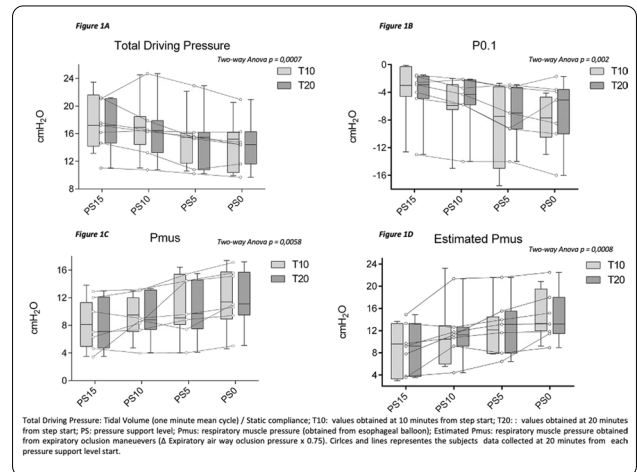 Figure 1A
Total Driving Pressure
Two-way Anova p = 0,0007
T10
T20
cmH₂O
24
20
16
12
8
PS15
PS10
PS5
PS0
Figure 1B
P0.1
Two-way Anova p = 0,002
T10
T20
cmH₂O
0
-4
-8
-12
-16
PS15
PS10
PS5
PS0
Figure 1C
Pmus
Two-way Anova p = 0,0058
T10
T20
cmH₂O
16
12
8
4
0
PS15
PS10
PS5
PS0
Figure 1D
Estimated Pmus
Two-way Anova p = 0,0008
T10
T20
cmH₂O
24
20
16
12
8
4
PS15
PS10
PS5
PS0
Total Driving Pressure: Tidal Volume (one minute mean cycle) / Static compliance; T10: values obtained at 10 minutes from step start; T20: : values obtained at 20 minutes
from step start; PS: pressure support level; Pmus: respiratory muscle pressure (obtained from esophageal balloon); Estimated Pmus: respiratory muscle pressure obtained
from expiratory oclusion maneuevers (Δ Expiratory air way oclusion pressure x 0.75). Cirlces and lines represents the subjects data collected at 20 minutes from each
pressure support level start.